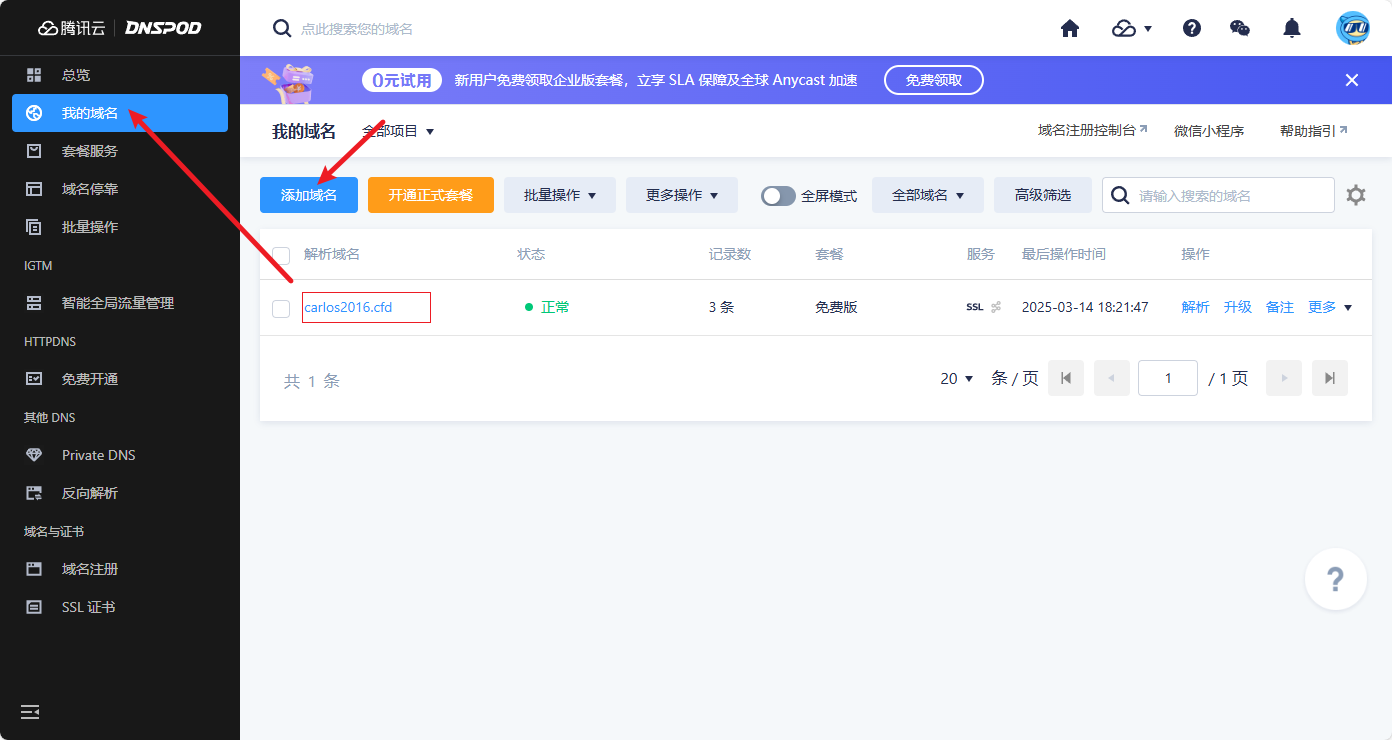 腾讯云 DNSPOD
点此搜索您的域名
总览
我的域名
套餐服务
域名停靠
批量操作
IGTM
智能全局流量管理
HTTPDNS
免费开通
其他 DNS
Private DNS
反向解析
域名与证书
域名注册
SSL 证书
0元试用 新用户免费领取企业版套餐，立享 SLA 保障及全球 Anycast 加速 免费领取
我的域名 全部项目 域名注册控制台 微信小程序 帮助指引
添加域名 开通正式套餐 批量操作 更多操作 全屏模式 全部域名 高级筛选 请输入搜索的域名
解析域名 状态 记录数 套餐 服务 最后操作时间 操作
carlos2016.cfd 正常 3 条 免费版 SSL 2025-03-14 18:21:47 解析 升级 备注 更多
共 1 条 20 条 / 页 1 / 1 页
?